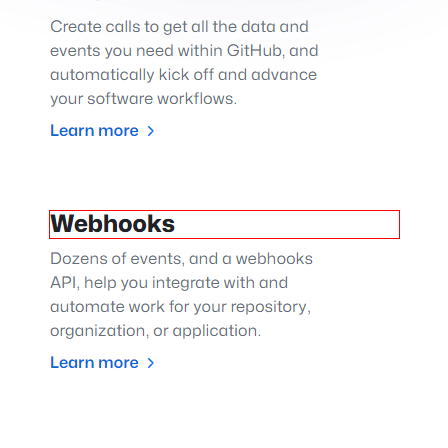 Create calls to get all the data and
events you need within GitHub, and
automatically kick off and advance
your software workflows.
Learn more
Webhooks
Dozens of events, and a webhooks
API, help you integrate with and
automate work for your repository,
organization, or application.
Learn more